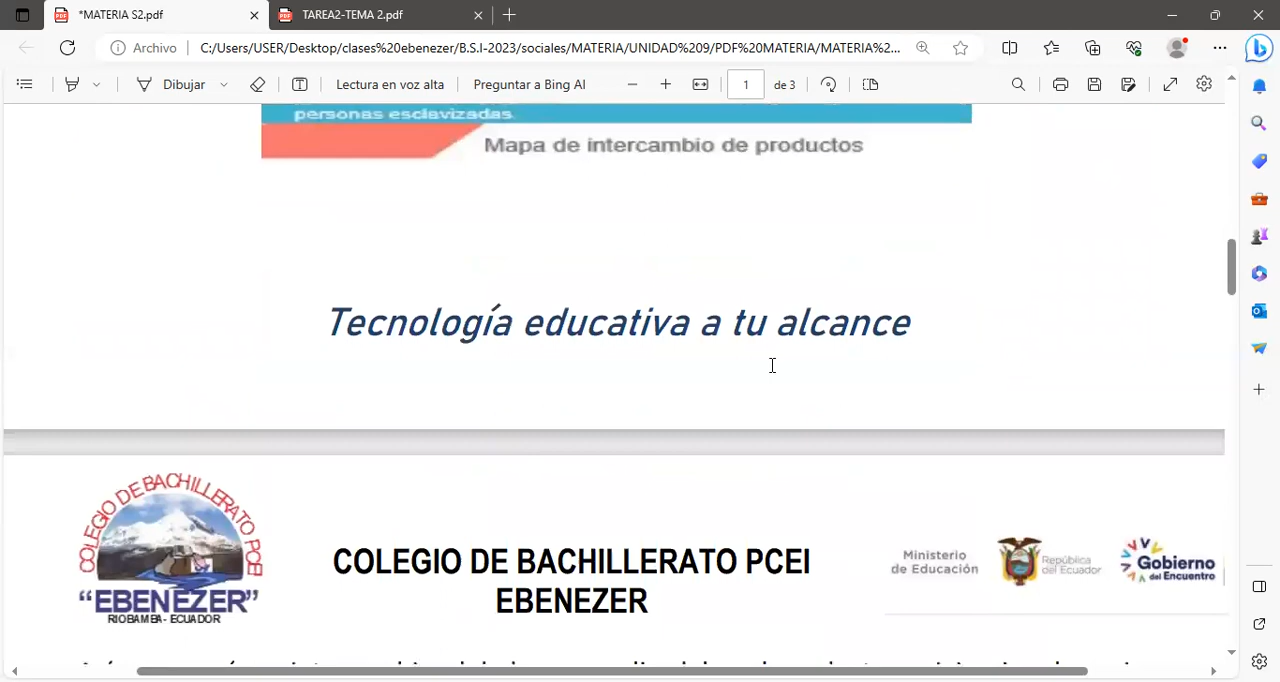 *MATERIA S2.pdf
TAREA2-TEMA 2.pdf
Archivo
C:/Users/USER/Desktop/clases%20ebenezer/B.S.I-2023/sociales/MATERIA/UNIDAD%209/PDF%20MATERIA/MATERIA%2...
Dibujar
Lectura en voz alta
Preguntar a Bing AI
1
de 3
personas esclavizadas.
Mapa de intercambio de productos
Tecnología educativa a tu alcance
COLEGIO DE BACHILLERATO PCEI
"EBENEZER"
RIOBAMBA - ECUADOR
COLEGIO DE BACHILLERATO PCEI
EBENEZER
Ministerio
de Educación
República
del Ecuador
Gobierno
del Encuentro